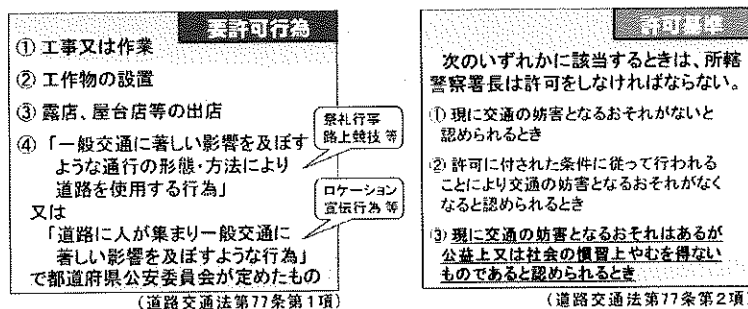 要許可行為
① 工事又は作業
② 工作物の設置
③ 露店、屋台店等の出店
④ 「一般交通に著しい影響を及ぼす
ような通行の形態・方法により
道路を使用する行為」
又は
「道路に人が集まり一般交通に
著しい影響を及ぼすような行為」
で都道府県公安委員会が定めたもの
祭礼行事
路上競技 等
ロケーション
宣伝行為 等
(道路交通法第77条第1項)
許可基準
次のいずれかに該当するときは、所轄
警察署長は許可をしなければならない。
① 現に交通の妨害となるおそれがないと
認められるとき
② 許可に付された条件に従って行われる
ことにより交通の妨害となるおそれがなく
なると認められるとき
③ 現に交通の妨害となるおそれはあるが
公益上又は社会の慣習上やむを得ない
ものであると認められるとき
(道路交通法第77条第2項)